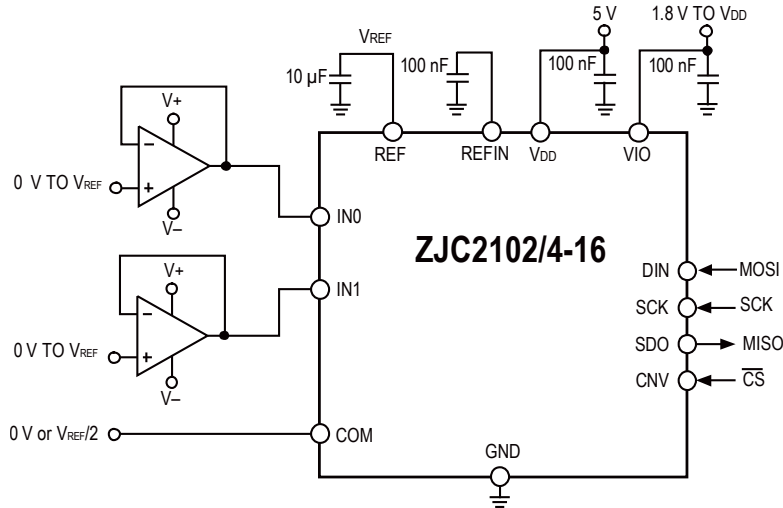 5 V
1.8 V TO VDD
VREF
10 µF
100 nF
100 nF
100 nF
V+
REF
REFIN
VDD
VIO
−
+
0 V TO VREF
V−
IN0
ZJC2102/4-16
V+
IN1
DIN
MOSI
−
SCK
SCK
0 V TO VREF
+
SDO
MISO
V−
CNV
CS
0 V or VREF/2
COM
GND